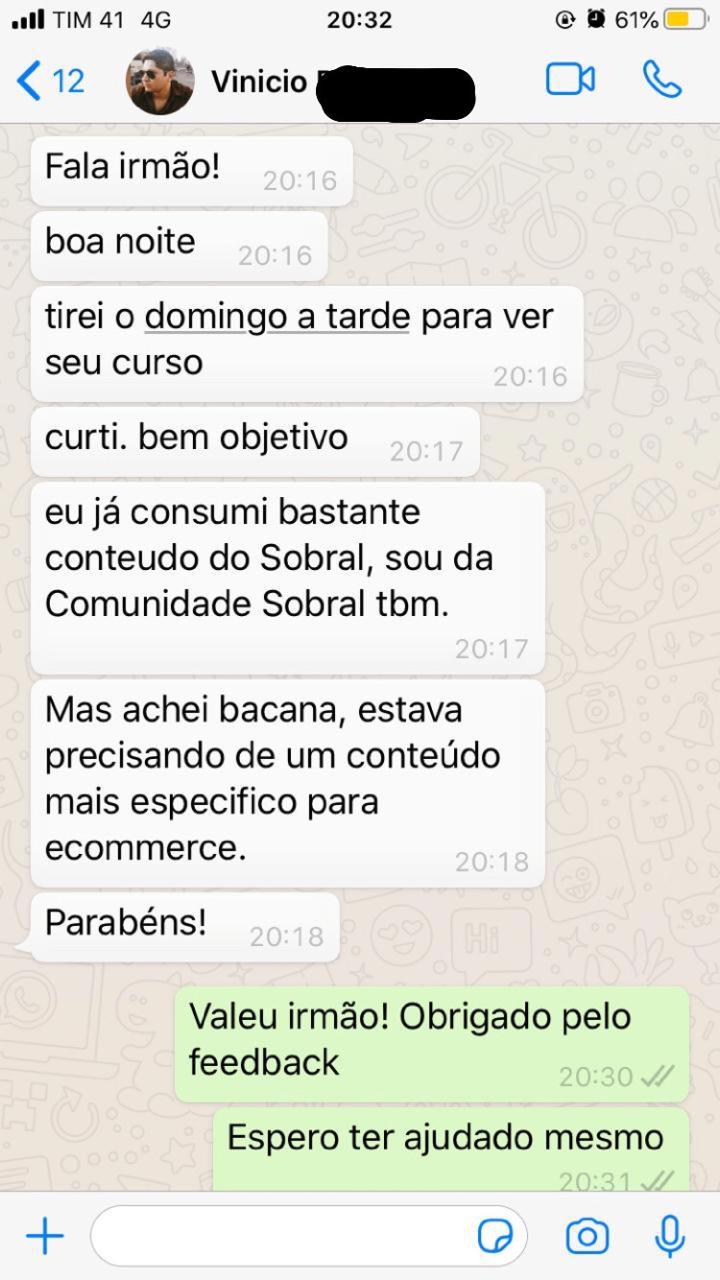 TIM 41 4G 20:32 61%
12 Vinicio
Fala irmão! 20:16
boa noite 20:16
tirei o domingo a tarde para ver
seu curso 20:16
curti. bem objetivo 20:17
eu já consumi bastante
conteudo do Sobral, sou da
Comunidade Sobral tbm.
20:17
Mas achei bacana, estava
precisando de um conteúdo
mais especifico para
ecommerce. 20:18
Parabéns! 20:18
Valeu irmão! Obrigado pelo
feedback 20:30
Espero ter ajudado mesmo
20:31